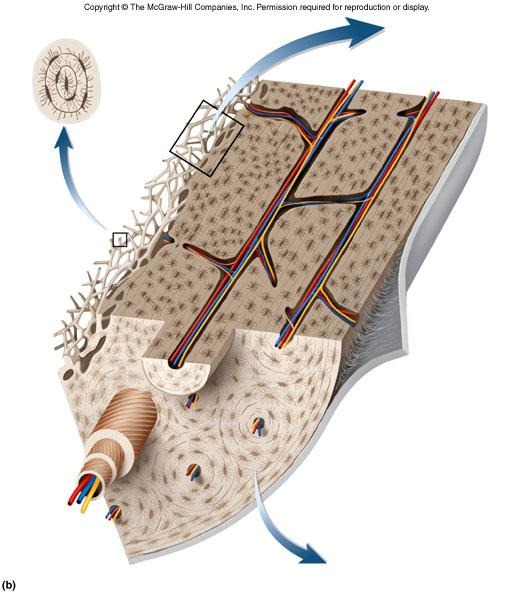 Copyright © The McGraw-Hill Companies, Inc. Permission required for reproduction or display.
(b)